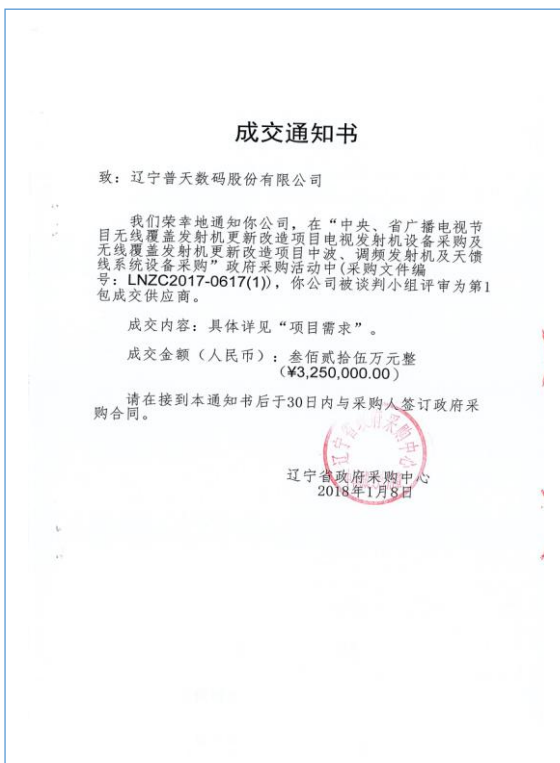 成交通知书
致：辽宁普天数码股份有限公司
我们荣幸地通知你公司，在“中央、省广播电视节
目无线覆盖发射机更新改造项目电视发射机设备采购及
无线覆盖发射机更新改造项目中波、调频发射机及天馈
线系统设备采购”政府采购活动中(采购文件编
号：LNZC2017-0617(1))，你公司被谈判小组评审为第1
包成交供应商。
成交内容：具体详见“项目需求”。
成交金额（人民币）：叁佰贰拾伍万元整
（¥3,250,000.00）
请在接到本通知书后于30日内与采购人签订政府采
购合同。
辽宁省政府采购中心
辽宁省政府采购中心
2018年1月8日